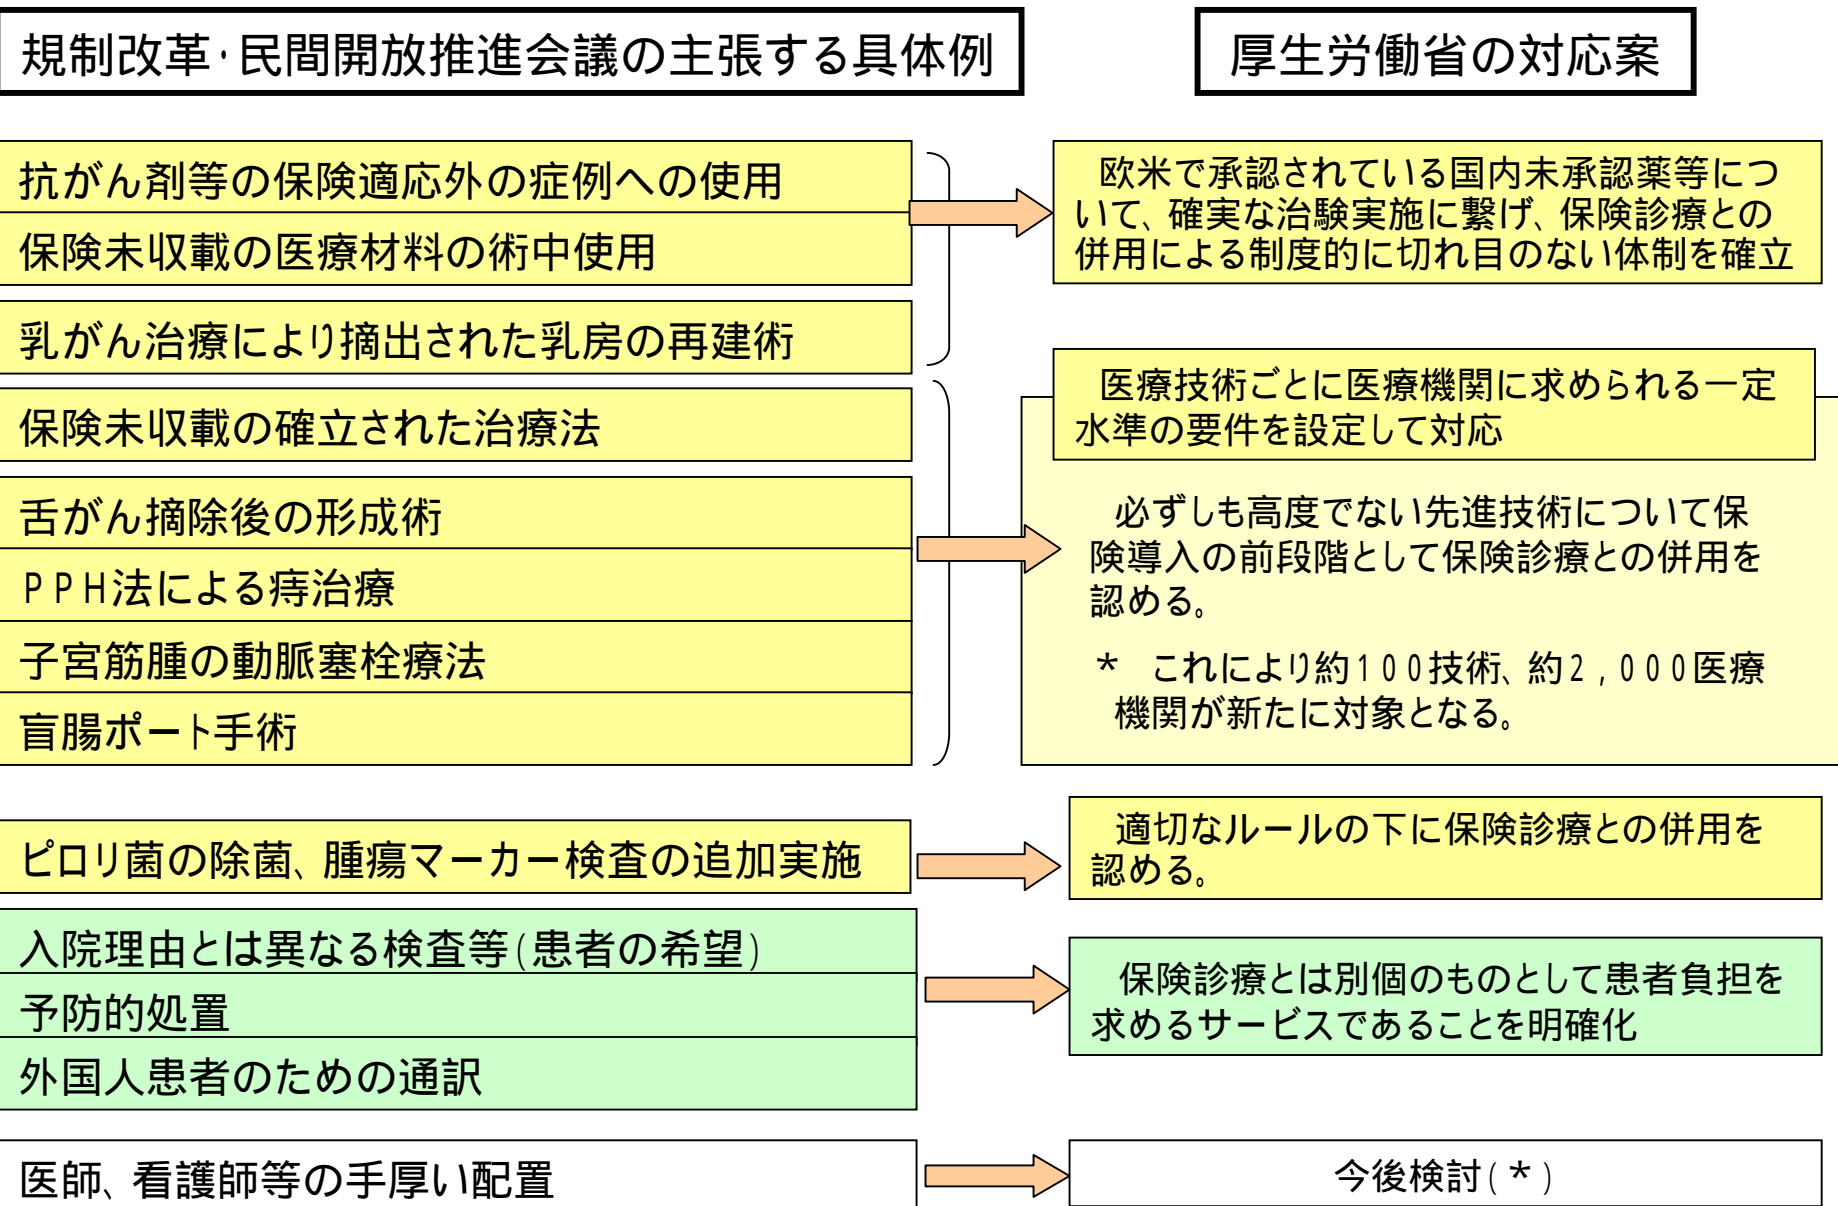 規制改革･民間開放推進会議の主張する具体例
厚生労働省の対応案
抗がん剤等の保険適応外の症例への使用
保険未収載の医療材料の術中使用
乳がん治療により摘出された乳房の再建術
欧米で承認されている国内未承認薬等につ
いて、確実な治験実施に繋げ、保険診療との
併用による制度的に切れ目のない体制を確立
保険未収載の確立された治療法
舌がん摘除後の形成術
ＰＰＨ法による痔治療
子宮筋腫の動脈塞栓療法
盲腸ポート手術
医療技術ごとに医療機関に求められる一定
水準の要件を設定して対応
必ずしも高度でない先進技術について保
険導入の前段階として保険診療との併用を
認める。
＊ これにより約１００技術、約２,０００医療
機関が新たに対象となる。
ピロリ菌の除菌、腫瘍マーカー検査の追加実施
適切なルールの下に保険診療との併用を
認める。
入院理由とは異なる検査等(患者の希望)
予防的処置
外国人患者のための通訳
保険診療とは別個のものとして患者負担を
求めるサービスであることを明確化
医師、看護師等の手厚い配置
今後検討(＊)